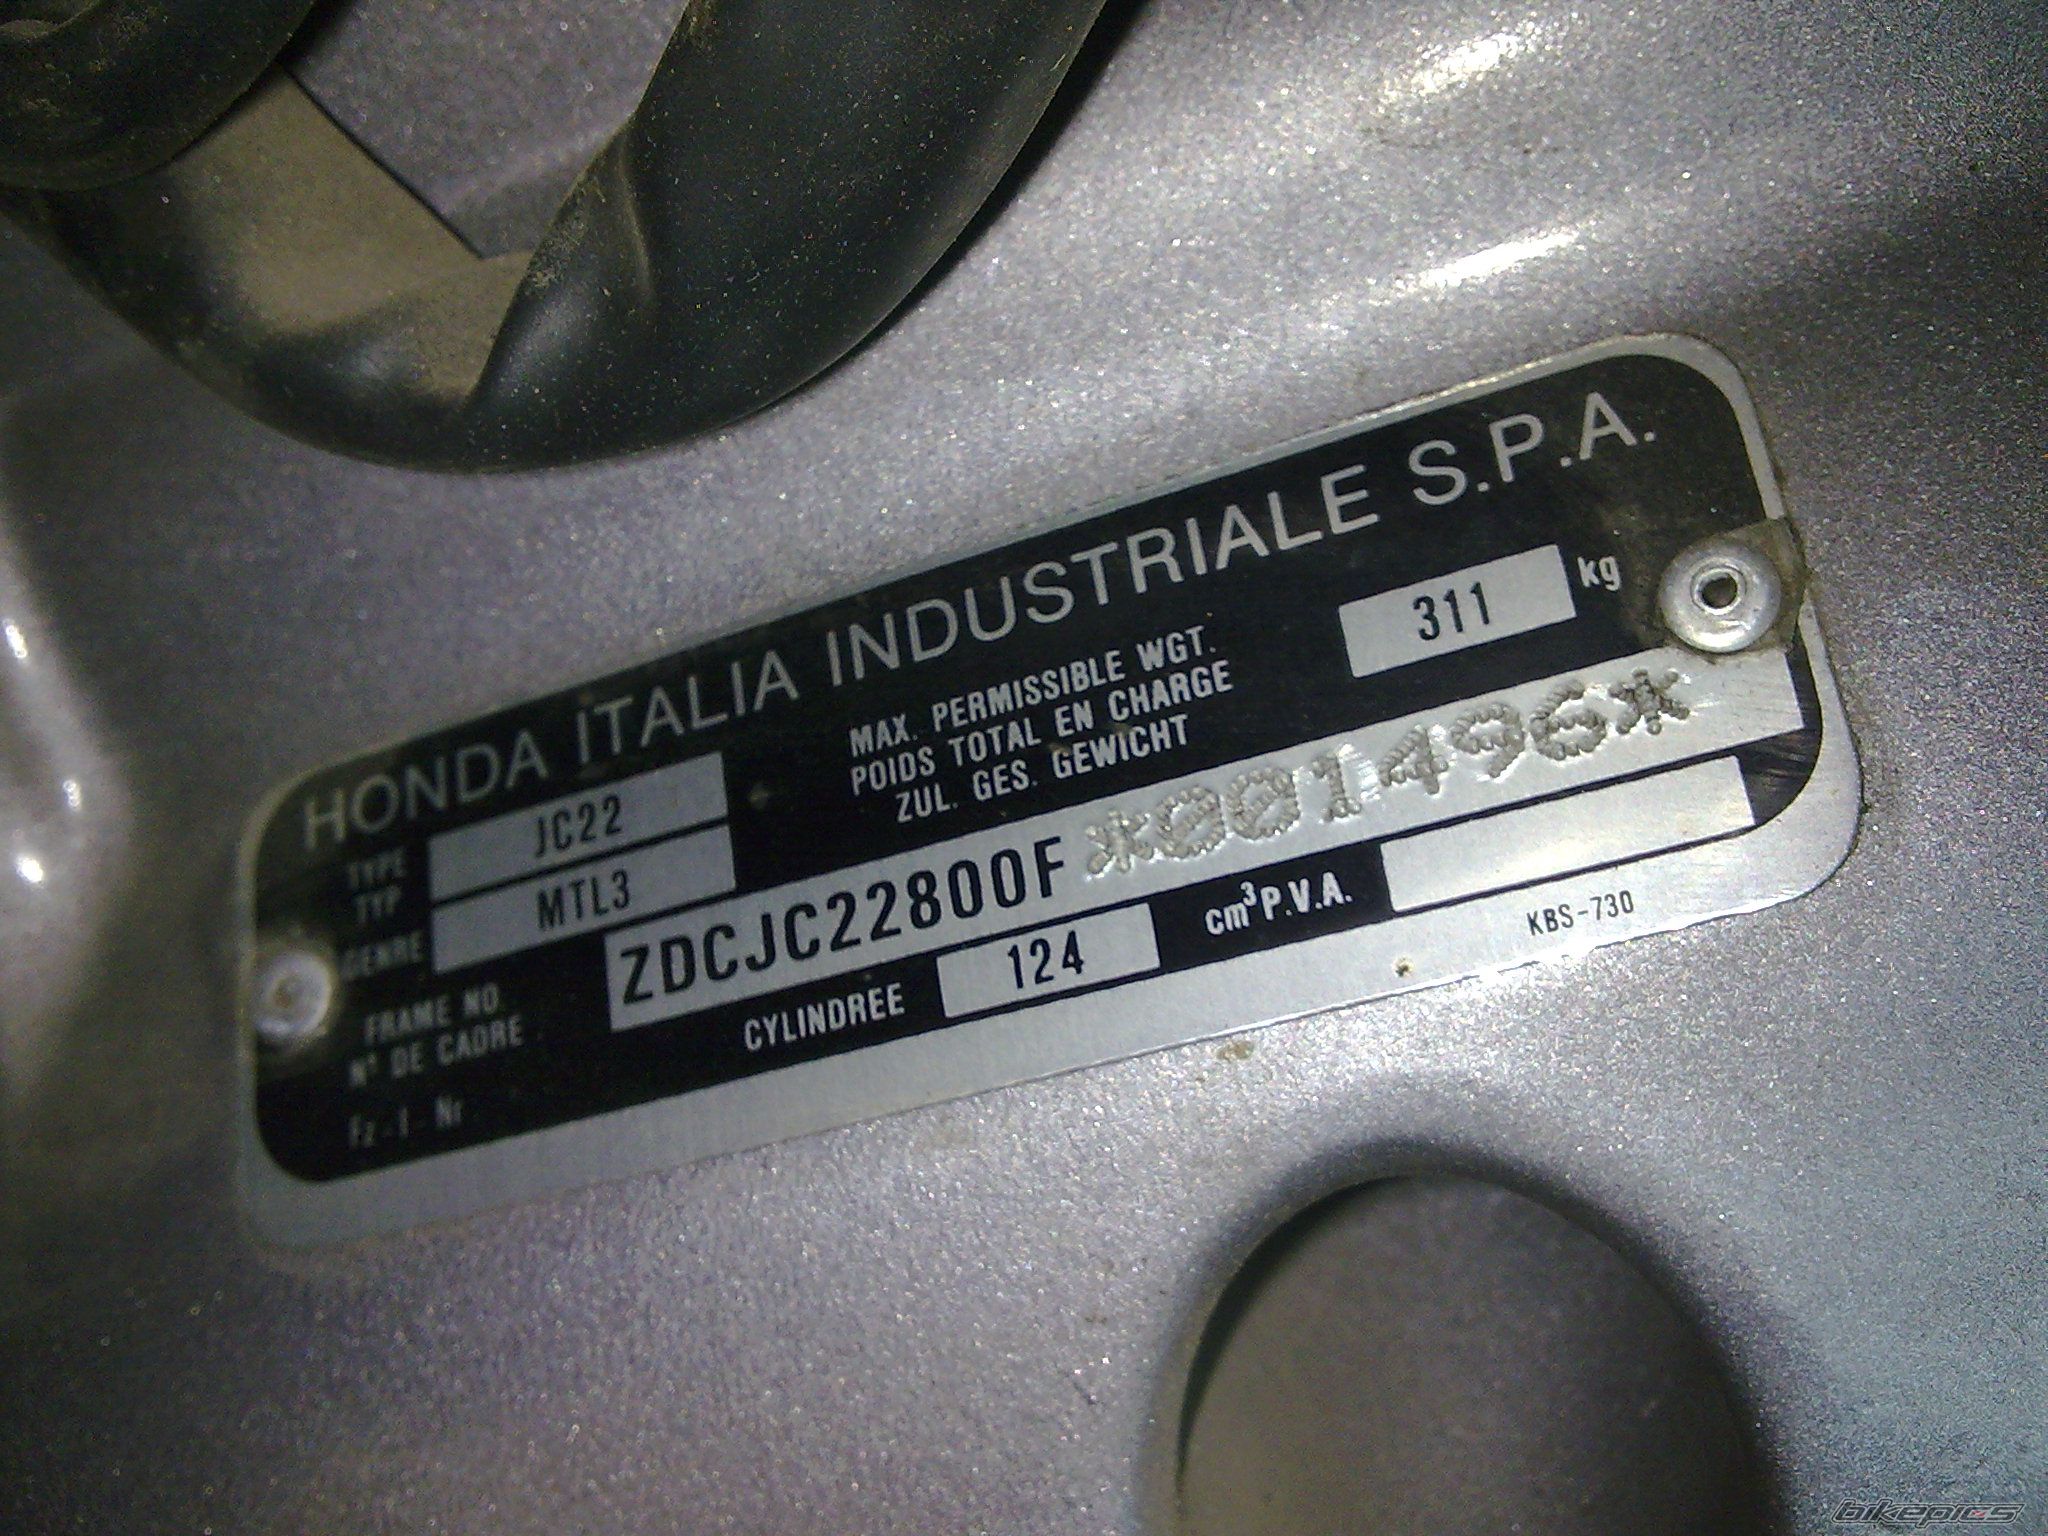 HONDA ITALIA INDUSTRIALE S.P.A.
TYPE JC22
TYP
GENRE MTL3
MAX. PERMISSIBLE WGT. 311 kg
POIDS TOTAL EN CHARGE
ZUL. GES. GEWICHT
FRAME NO. ZDCJC22800F*001496*
N° DE CADRE
Fz-I-Nr
CYLINDREE 124 cm³ P.V.A.
KBS-730
bikepics